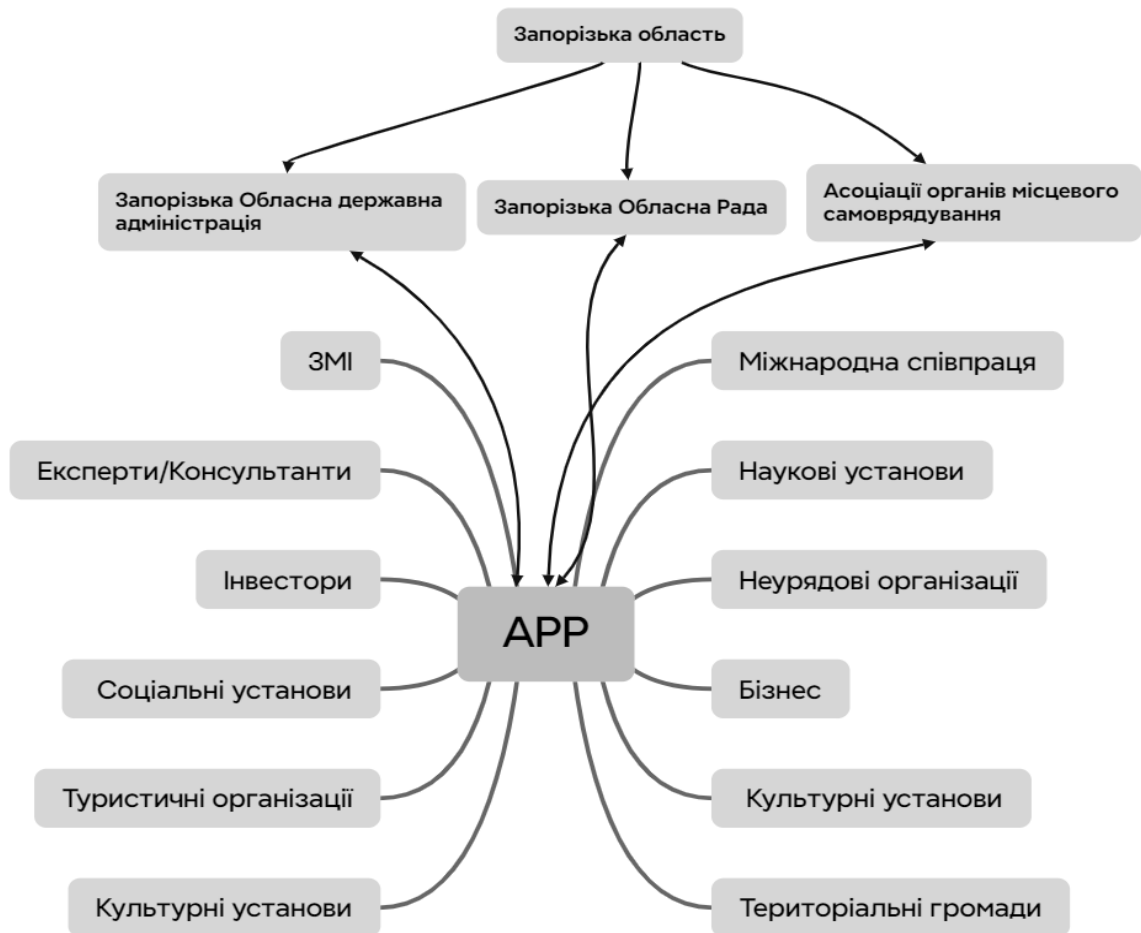 Запорізька область
Запорізька Обласна державна
адміністрація
Запорізька Обласна Рада
Асоціації органів місцевого
самоврядування
ЗМІ
Міжнародна співпраця
Експерти/Консультанти
Наукові установи
Інвестори
Неурядові організації
АРР
Соціальні установи
Бізнес
Туристичні організації
Культурні установи
Культурні установи
Територіальні громади